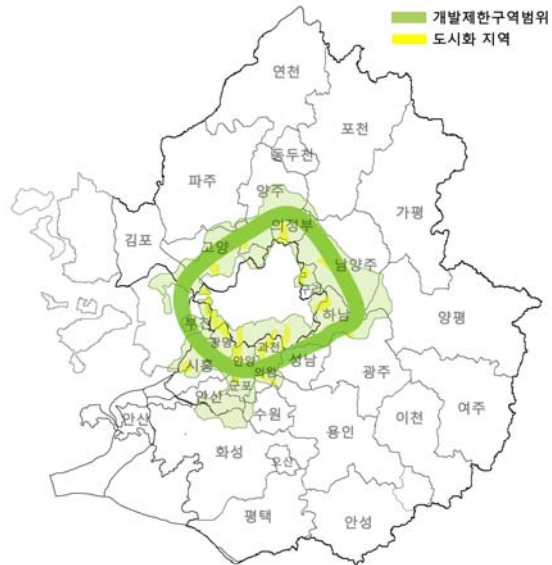 개발제한구역범위
도시화 지역
연천
포천
동두천
파주
양주
가평
의정부
김포
고양
남양주
구리
양평
하남
부천
광명
과천
시흥
안양
성남
의왕
광주
군포
안산
안산
수원
이천
여주
용인
화성
오산
평택
안성